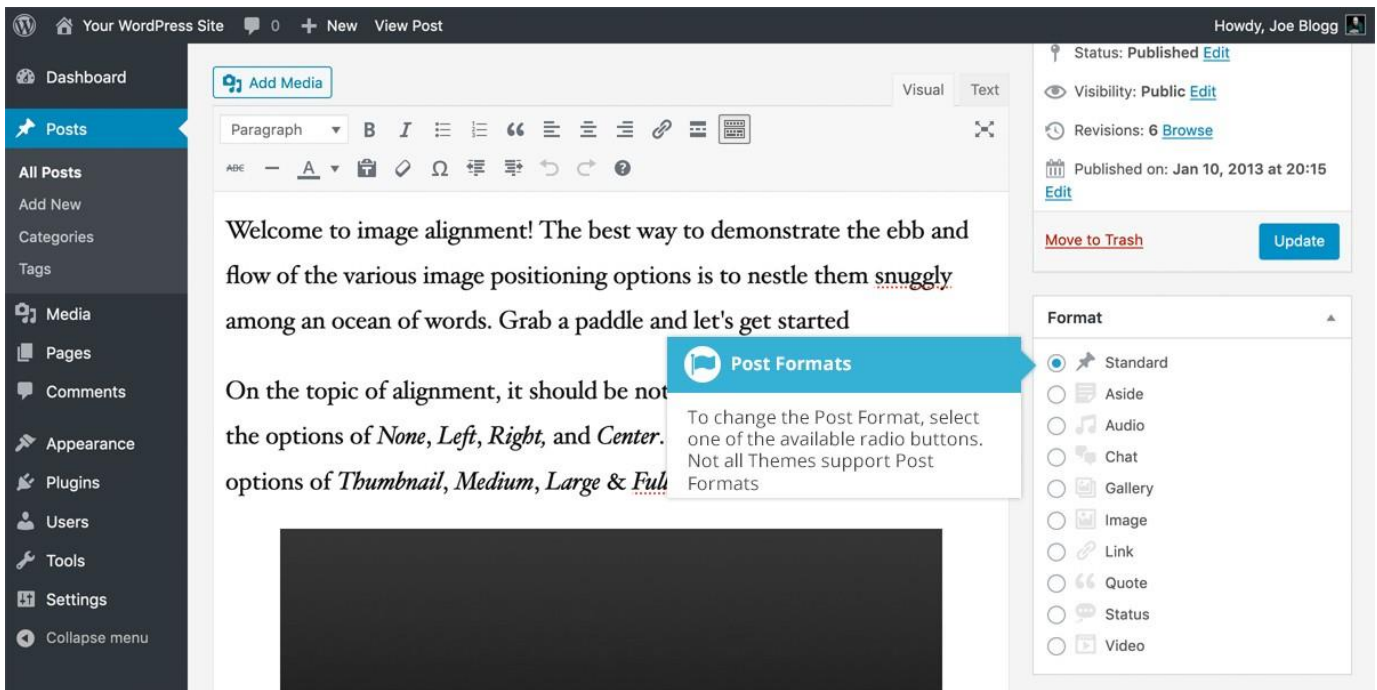 Your WordPress Site 0 + New View Post Howdy, Joe Blogg
Dashboard
Posts
All Posts
Add New
Categories
Tags
Media
Pages
Comments
Appearance
Plugins
Users
Tools
Settings
Collapse menu
Add Media
Visual Text
Paragraph B I
ABC A Ω
Welcome to image alignment! The best way to demonstrate the ebb and
flow of the various image positioning options is to nestle them snuggly
among an ocean of words. Grab a paddle and let's get started
On the topic of alignment, it should be not
the options of None, Left, Right, and Center.
options of Thumbnail, Medium, Large & Full
Post Formats
To change the Post Format, select
one of the available radio buttons.
Not all Themes support Post
Formats
Status: Published Edit
Visibility: Public Edit
Revisions: 6 Browse
Published on: Jan 10, 2013 at 20:15
Edit
Move to Trash Update
Format
Standard
Aside
Audio
Chat
Gallery
Image
Link
Quote
Status
Video